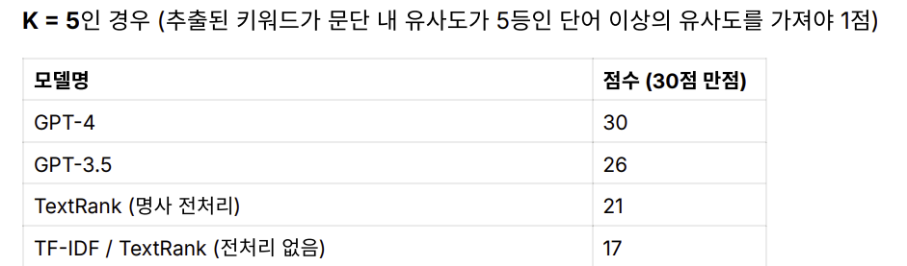 K = 5인 경우 (추출된 키워드가 문단 내 유사도가 5등인 단어 이상의 유사도를 가져야 1점)
모델명 점수 (30점 만점)
GPT-4 30
GPT-3.5 26
TextRank (명사 전처리) 21
TF-IDF / TextRank (전처리 없음) 17